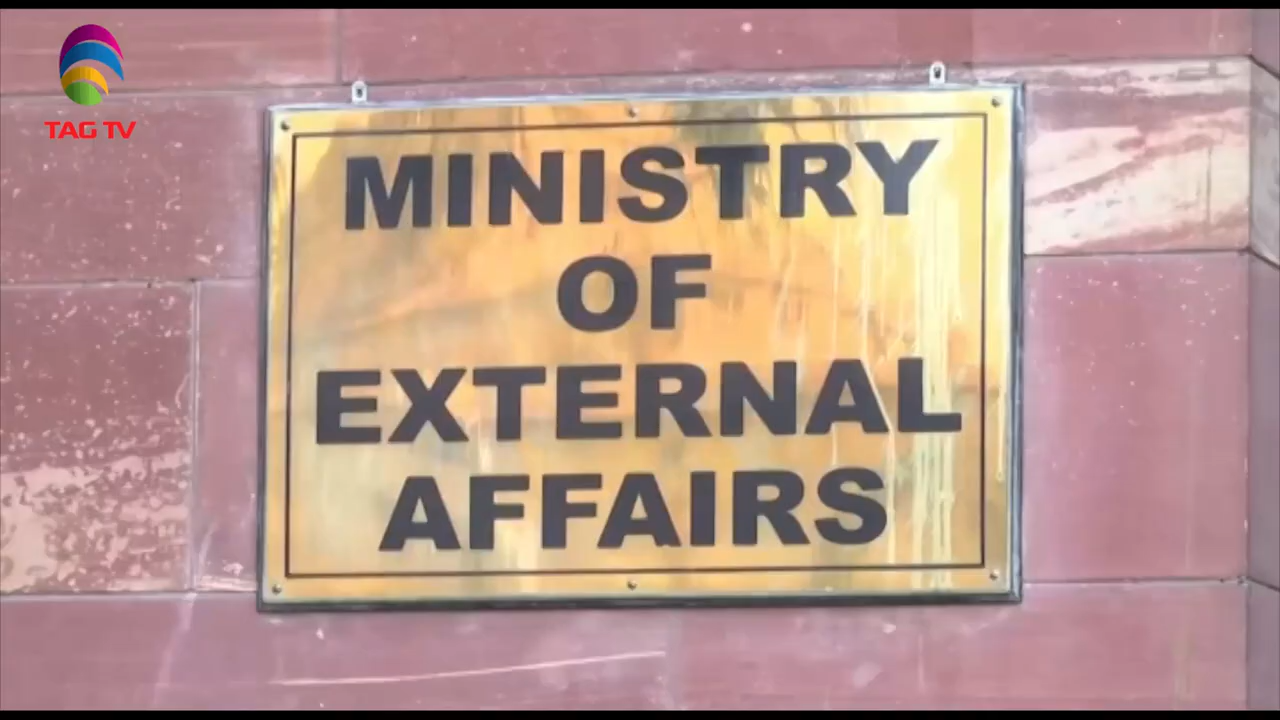 TAG TV
MINISTRY
OF
EXTERNAL
AFFAIRS